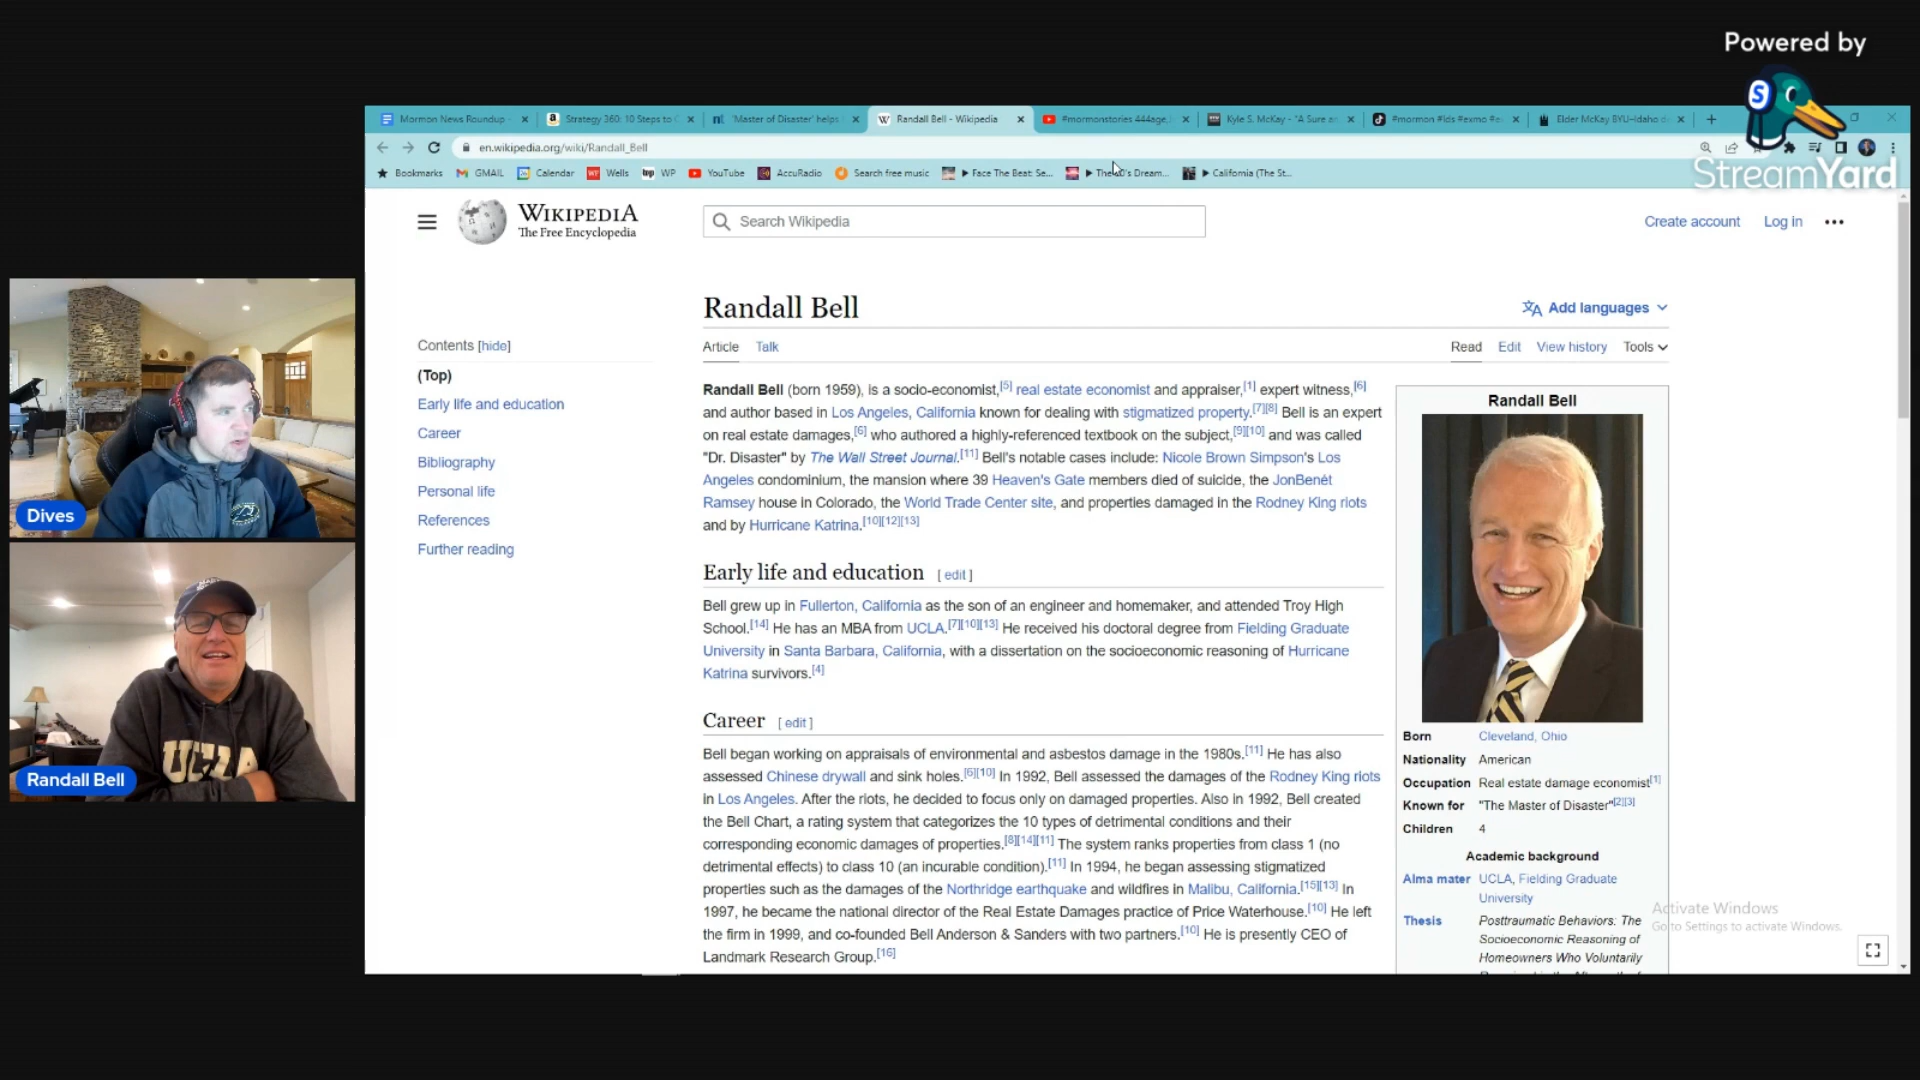 Powered by
StreamYard
Mormon News Roundup -
Strategy 360: 10 Steps to
'Master of Disaster' helps
Randall Bell - Wikipedia
#mormonstories 444age,
Kyle S. McKay - "A Sure
#mormon #lds #exmo
Elder McKay BYU-Idaho
en.wikipedia.org/wiki/Randall_Bell
Bookmarks
GMAIL
Calendar
Wells
WP
YouTube
AccuRadio
Search free music
Face The Beat: Se...
Dream...
California (The St...
WIKIPEDIA
The Free Encyclopedia
Search Wikipedia
Create account
Log in
Randall Bell
Add languages
Contents [hide]
(Top)
Early life and education
Career
Bibliography
Personal life
References
Further reading
Article
Talk
Read
Edit
View history
Tools
Randall Bell (born 1959), is a socio-economist,[5] real estate economist and appraiser,[1] expert witness,[6]
and author based in Los Angeles, California known for dealing with stigmatized property.[7][8] Bell is an expert
on real estate damages,[6] who authored a highly-referenced textbook on the subject,[9][10] and was called
"Dr. Disaster" by The Wall Street Journal.[11] Bell's notable cases include: Nicole Brown Simpson's Los
Angeles condominium, the mansion where 39 Heaven's Gate members died of suicide, the JonBenét
Ramsey house in Colorado, the World Trade Center site, and properties damaged in the Rodney King riots
and by Hurricane Katrina.[10][12][13]
Early life and education [ edit ]
Bell grew up in Fullerton, California as the son of an engineer and homemaker, and attended Troy High
School.[14] He has an MBA from UCLA.[7][10][13] He received his doctoral degree from Fielding Graduate
University in Santa Barbara, California, with a dissertation on the socioeconomic reasoning of Hurricane
Katrina survivors.[4]
Career [ edit ]
Bell began working on appraisals of environmental and asbestos damage in the 1980s.[11] He has also
assessed Chinese drywall and sink holes.[6][10] In 1992, Bell assessed the damages of the Rodney King riots
in Los Angeles. After the riots, he decided to focus only on damaged properties. Also in 1992, Bell created
the Bell Chart, a rating system that categorizes the 10 types of detrimental conditions and their
corresponding economic damages of properties.[8][14][11] The system ranks properties from class 1 (no
detrimental effects) to class 10 (an incurable condition).[11] In 1994, he began assessing stigmatized
properties such as the damages of the Northridge earthquake and wildfires in Malibu, California.[15][13] In
1997, he became the national director of the Real Estate Damages practice of Price Waterhouse.[10] He left
the firm in 1999, and co-founded Bell Anderson & Sanders with two partners.[10] He is presently CEO of
Landmark Research Group.[16]
Randall Bell
Born Cleveland, Ohio
Nationality American
Occupation Real estate damage economist[1]
Known for "The Master of Disaster"[2][3]
Children 4
Academic background
Alma mater UCLA, Fielding Graduate
University
Thesis Posttraumatic Behaviors: The
Socioeconomic Reasoning of
Homeowners Who Voluntarily
Activate Windows
Go to Settings to activate Windows.
Dives
UCLA
Randall Bell